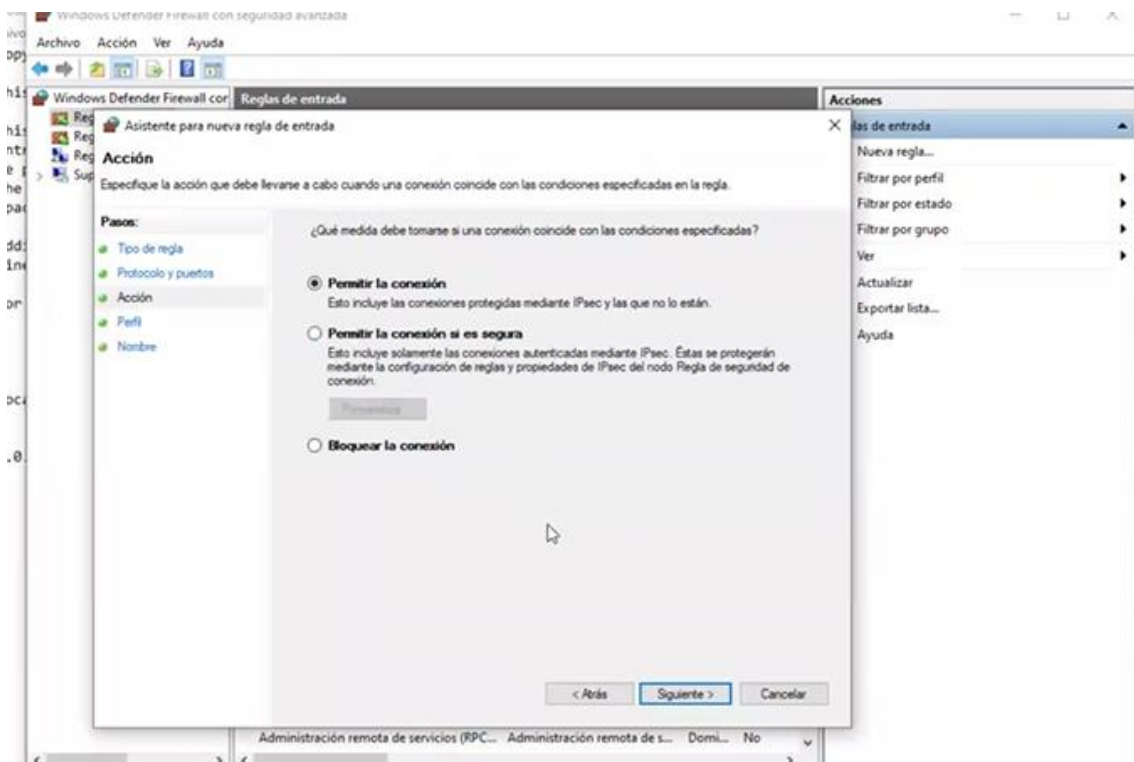 Windows Defender Firewall con seguridad avanzada
Archivo Acción Ver Ayuda
Windows Defender Firewall con
Reglas de entrada
Acciones
Reg
Reg
Reg
Sup
las de entrada
Nueva regla...
Filtrar por perfil
Filtrar por estado
Filtrar por grupo
Ver
Actualizar
Exportar lista...
Ayuda
Asistente para nueva regla de entrada
Acción
Especifique la acción que debe llevarse a cabo cuando una conexión coincide con las condiciones especificadas en la regla.
Pasos:
Tipo de regla
Protocolo y puertos
Acción
Perfil
Nombre
¿Qué medida debe tomarse si una conexión coincide con las condiciones especificadas?
Permitir la conexión
Esto incluye las conexiones protegidas mediante IPsec y las que no lo están.
Permitir la conexión si es segura
Esto incluye solamente las conexiones autenticadas mediante IPsec. Éstas se protegerán
mediante la configuración de reglas y propiedades de IPsec del nodo Regla de seguridad de
conexión.
Bloquear la conexión
< Atrás Siguiente > Cancelar
Administración remota de servicios (RPC... Administración remota de s... Domi... No